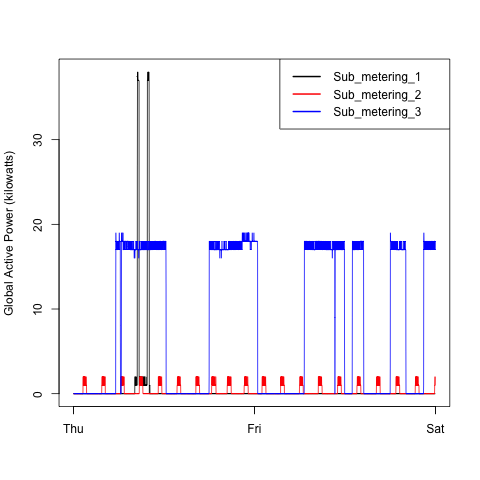 Sub_metering_1
Sub_metering_2
Sub_metering_3
Global Active Power (kilowatts)
30
20
10
0
Thu Fri Sat